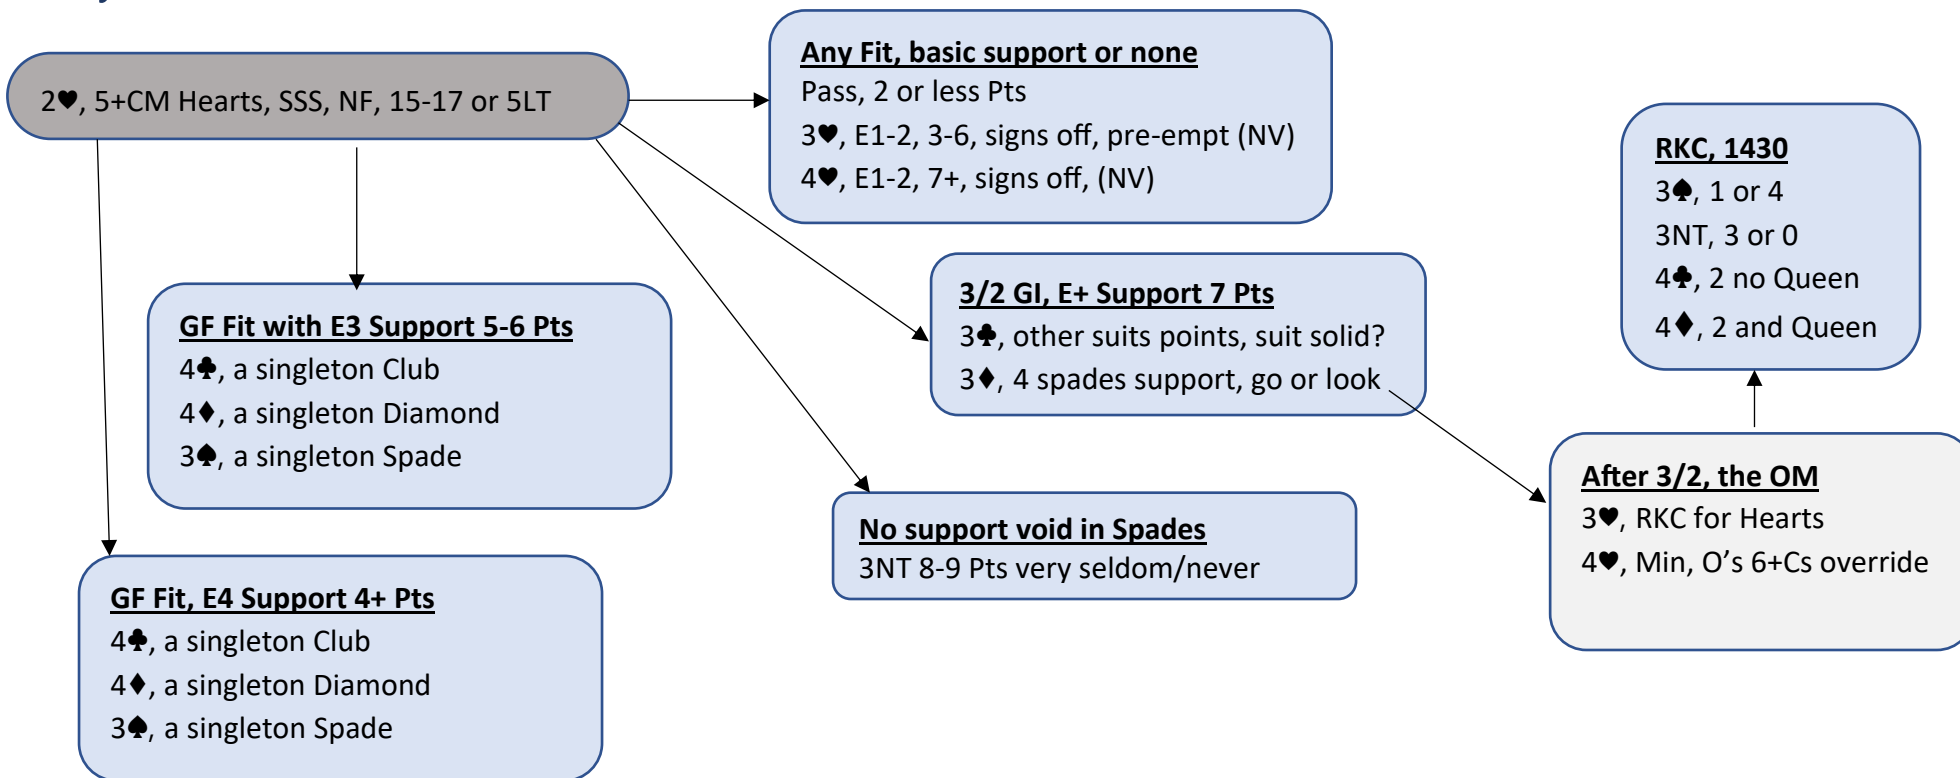 2♥, 5+CM Hearts, SSS, NF, 15-17 or 5LT
Any Fit, basic support or none
Pass, 2 or less Pts
3♥, E1-2, 3-6, signs off, pre-empt (NV)
4♥, E1-2, 7+, signs off, (NV)
RKC, 1430
3♠, 1 or 4
3NT, 3 or 0
4♣, 2 no Queen
4♦, 2 and Queen
3/2 GI, E+ Support 7 Pts
3♣, other suits points, suit solid?
3♦, 4 spades support, go or look
GF Fit with E3 Support 5-6 Pts
4♣, a singleton Club
4♦, a singleton Diamond
3♠, a singleton Spade
After 3/2, the OM
3♥, RKC for Hearts
4♥, Min, O’s 6+Cs override
No support void in Spades
3NT 8-9 Pts very seldom/never
GF Fit, E4 Support 4+ Pts
4♣, a singleton Club
4♦, a singleton Diamond
3♠, a singleton Spade